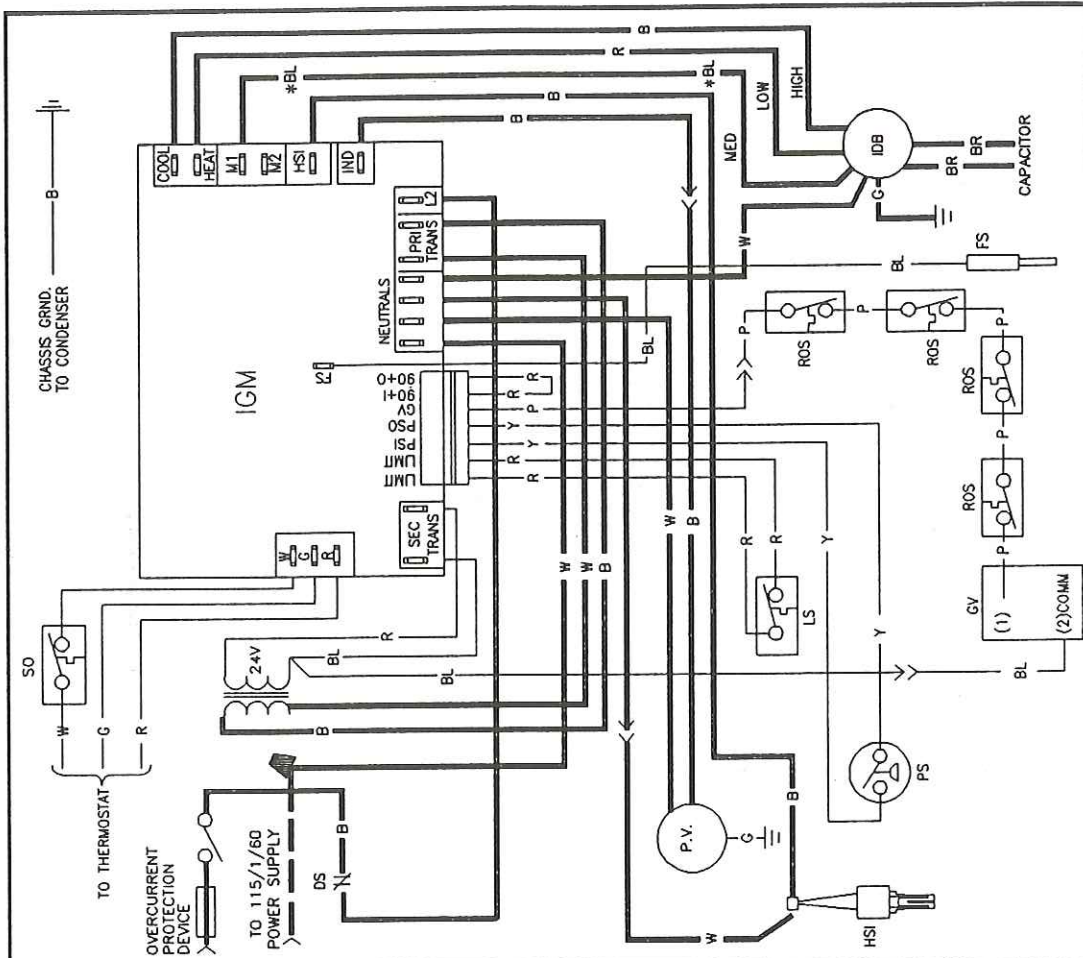 CHASSIS GRND.
TO CONDENSER
B
COOL
HEAT
M1
M2
HSI
IND
B
R
*BL
*BL
B
B
MED
LOW
HIGH
IGM
FS
NEUTRALS
PRI
TRANS
L2
W
IDB
G
BR
BR
CAPACITOR
BL
BL
FS
LIMIT
LIMIT
PSI
PSO
GV
90+I
90+O
R
R
Y
Y
P
R
R
P
ROS
P
ROS
P
ROS
P
ROS
P
GV
(1)
(2)COMM
BL
SEC
TRANS
W
G
R
SO
W
G
R
TO THERMOSTAT
24V
R
BL
BL
B
W
W
B
W
B
R
R
LS
Y
Y
PS
OVERCURRENT
PROTECTION
DEVICE
TO 115/1/60
POWER SUPPLY
DS
B
P.V.
G
W
B
HSI